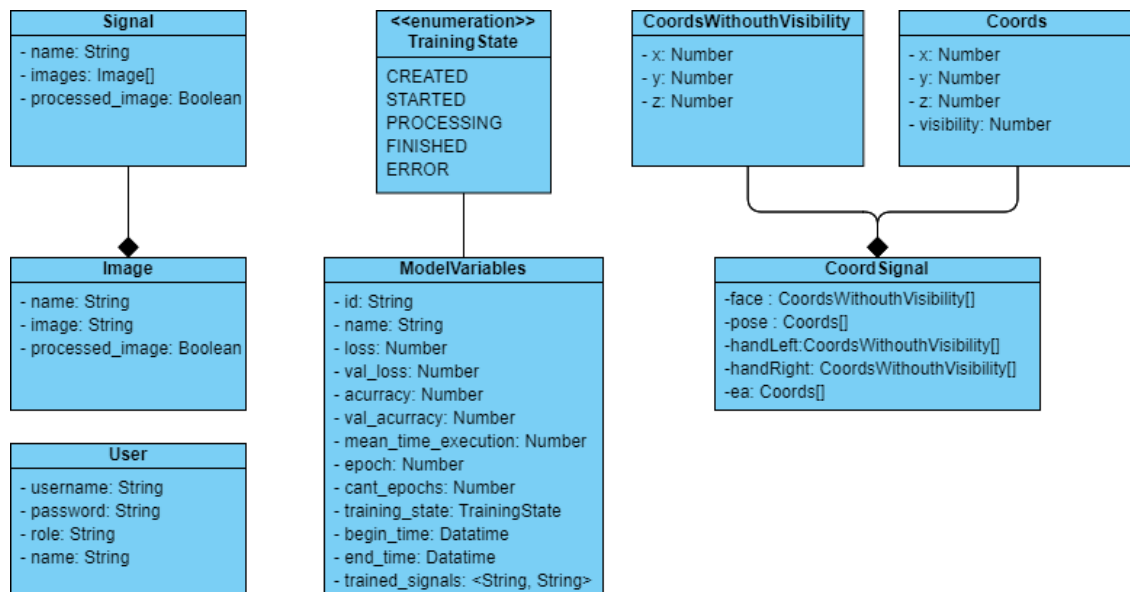 Signal
- name: String
- images: Image[]
- processed_image: Boolean
<<enumeration>>
TrainingState
CREATED
STARTED
PROCESSING
FINISHED
ERROR
CoordsWithouthVisibility
- x: Number
- y: Number
- z: Number
Coords
- x: Number
- y: Number
- z: Number
- visibility: Number
Image
- name: String
- image: String
- processed_image: Boolean
ModelVariables
- id: String
- name: String
- loss: Number
- val_loss: Number
- acurracy: Number
- val_acurracy: Number
- mean_time_execution: Number
- epoch: Number
- cant_epochs: Number
- training_state: TrainingState
- begin_time: Datatime
- end_time: Datatime
- trained_signals: <String, String>
CoordSignal
-face : CoordsWithouthVisibility[]
-pose : Coords[]
-handLeft:CoordsWithouthVisibility[]
-handRight: CoordsWithouthVisibility[]
-ea: Coords[]
User
- username: String
- password: String
- role: String
- name: String